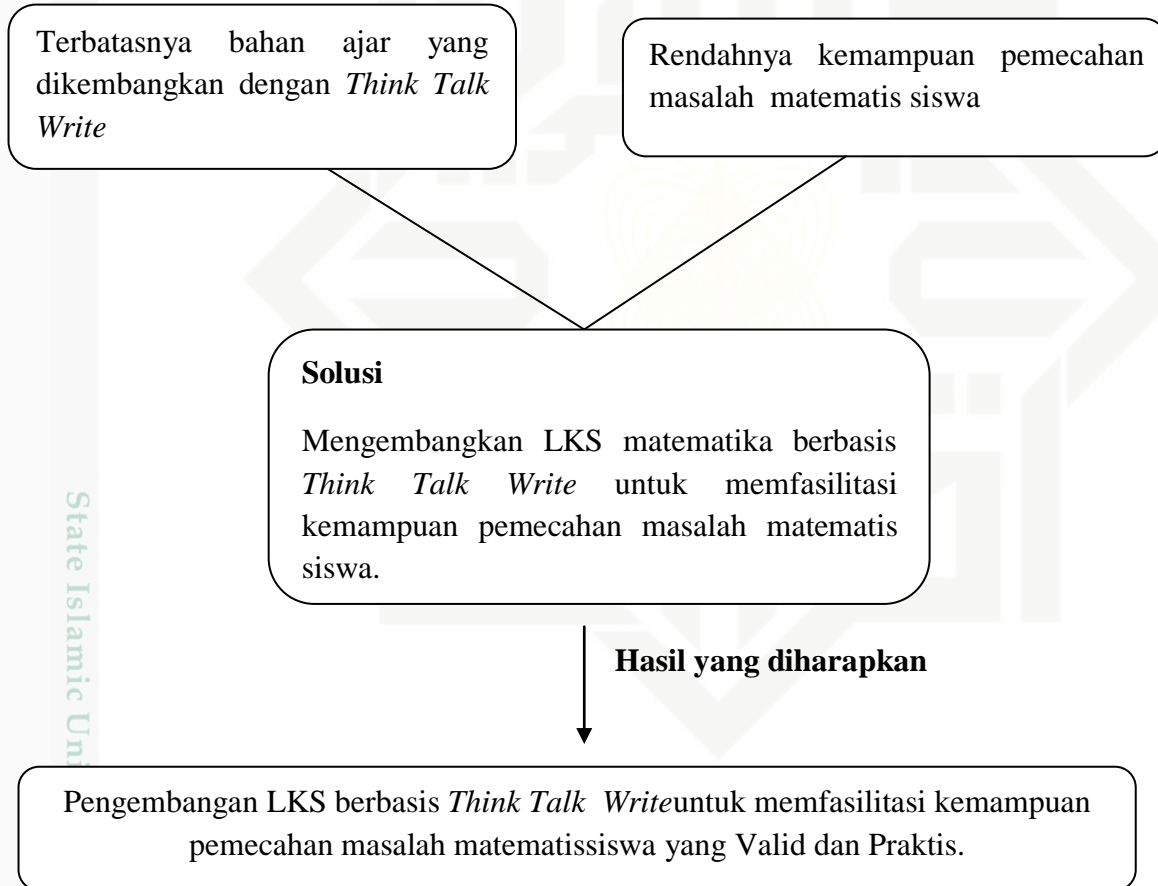 Terbatasnya bahan ajar yang
dikembangkan dengan Think Talk
Write
Rendahnya kemampuan pemecahan
masalah matematis siswa
Solusi
Mengembangkan LKS matematika berbasis
Think Talk Write untuk memfasilitasi
kemampuan pemecahan masalah matematis
siswa.
Hasil yang diharapkan
Pengembangan LKS berbasis Think Talk Writeuntuk memfasilitasi kemampuan
pemecahan masalah matematissiswa yang Valid dan Praktis.
State Islamic Uni